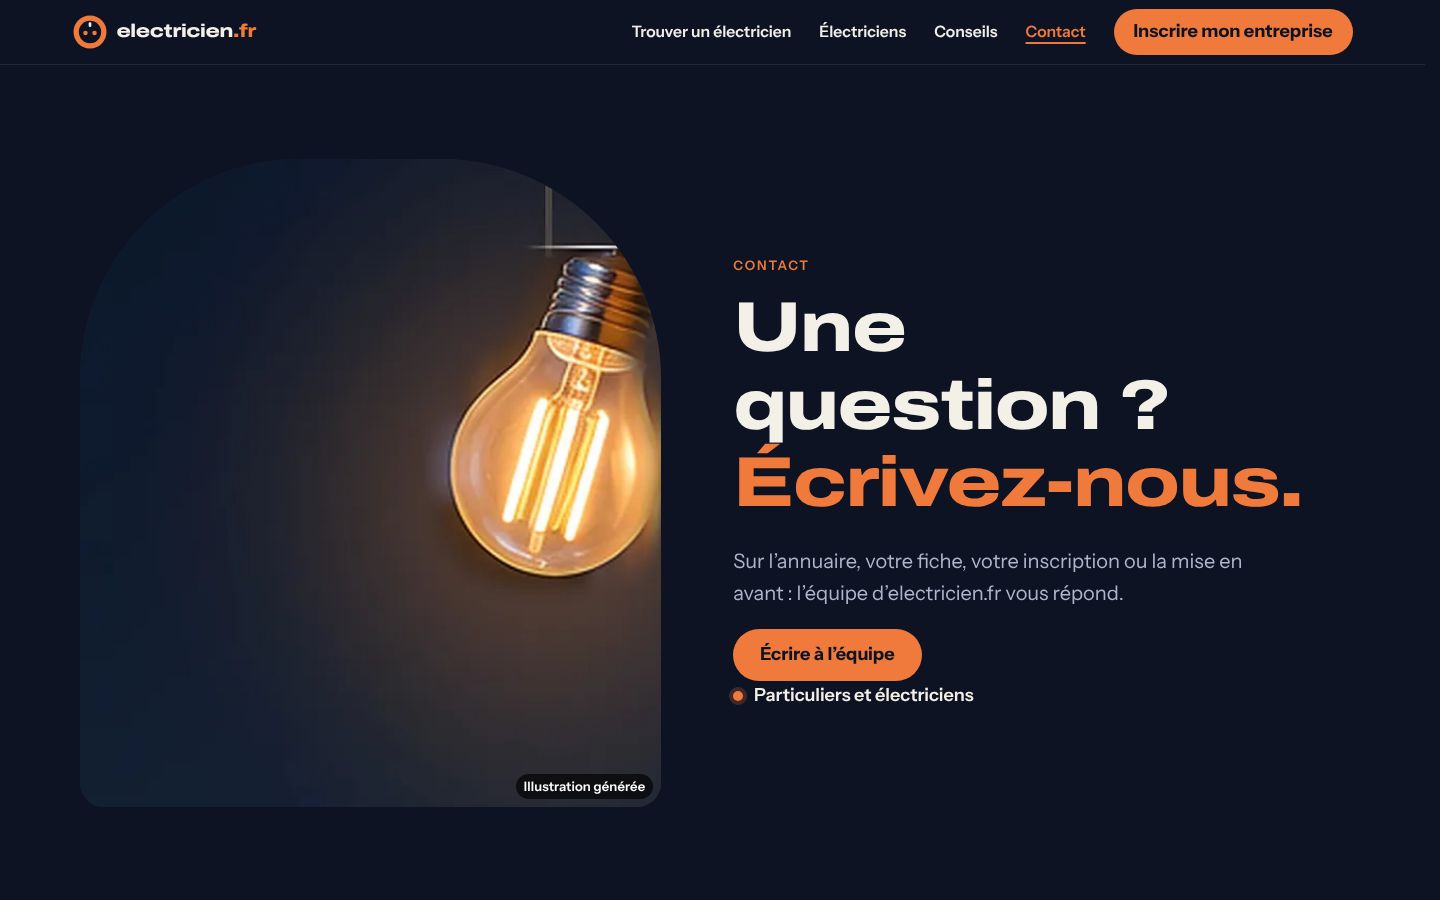 electricien.fr
Trouver un électricien
Électriciens
Conseils
Contact
Inscrire mon entreprise
CONTACT
Une
question ?
Écrivez-nous.
Sur l’annuaire, votre fiche, votre inscription ou la mise en
avant : l’équipe d’electricien.fr vous répond.
Écrire à l’équipe
Particuliers et électriciens
Illustration générée